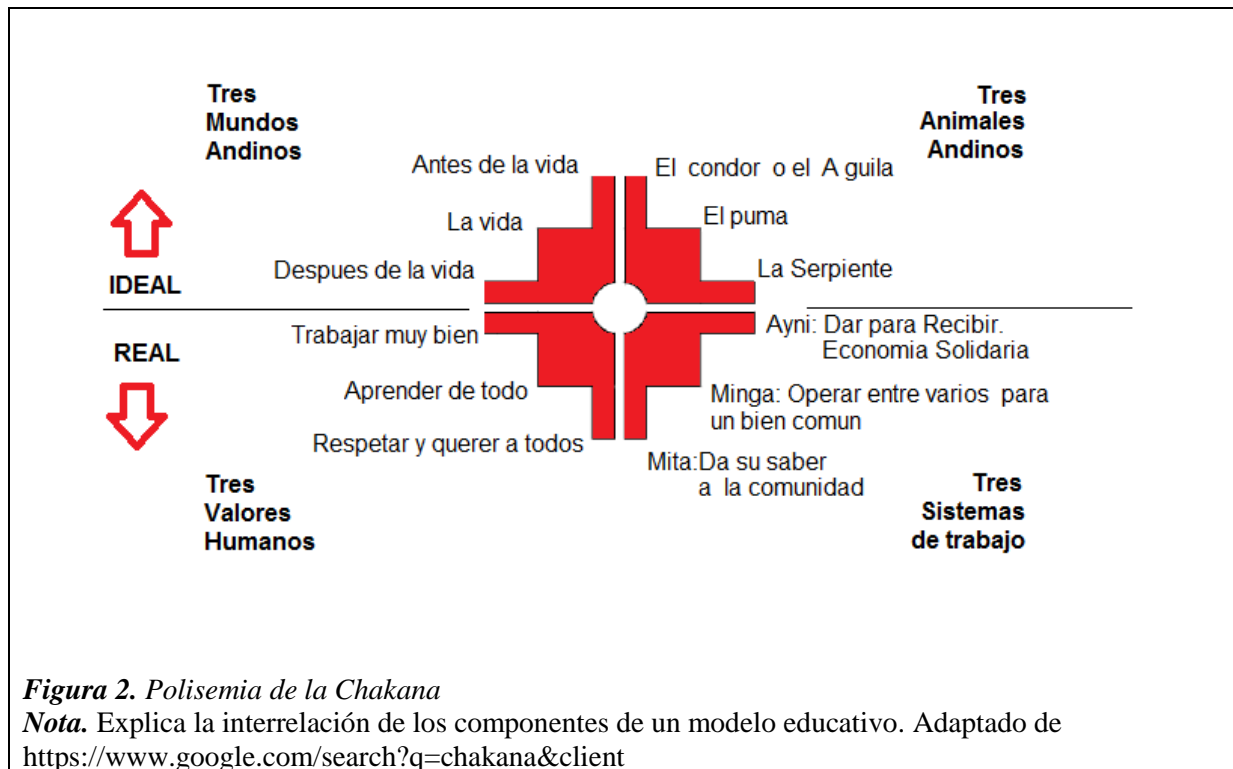 Tres
Mundos
Andinos
Tres
Animales
Andinos
Antes de la vida
El condor o el A guila
La vida
El puma
Despues de la vida
La Serpiente
IDEAL
REAL
Trabajar muy bien
Ayni: Dar para Recibir.
Economia Solidaria
Aprender de todo
Minga: Operar entre varios para
un bien comun
Respetar y querer a todos
Mita:Da su saber
a la comunidad
Tres
Valores
Humanos
Tres
Sistemas
de trabajo
Figura 2. Polisemia de la Chakana
Nota. Explica la interrelación de los componentes de un modelo educativo. Adaptado de
https://www.google.com/search?q=chakana&client